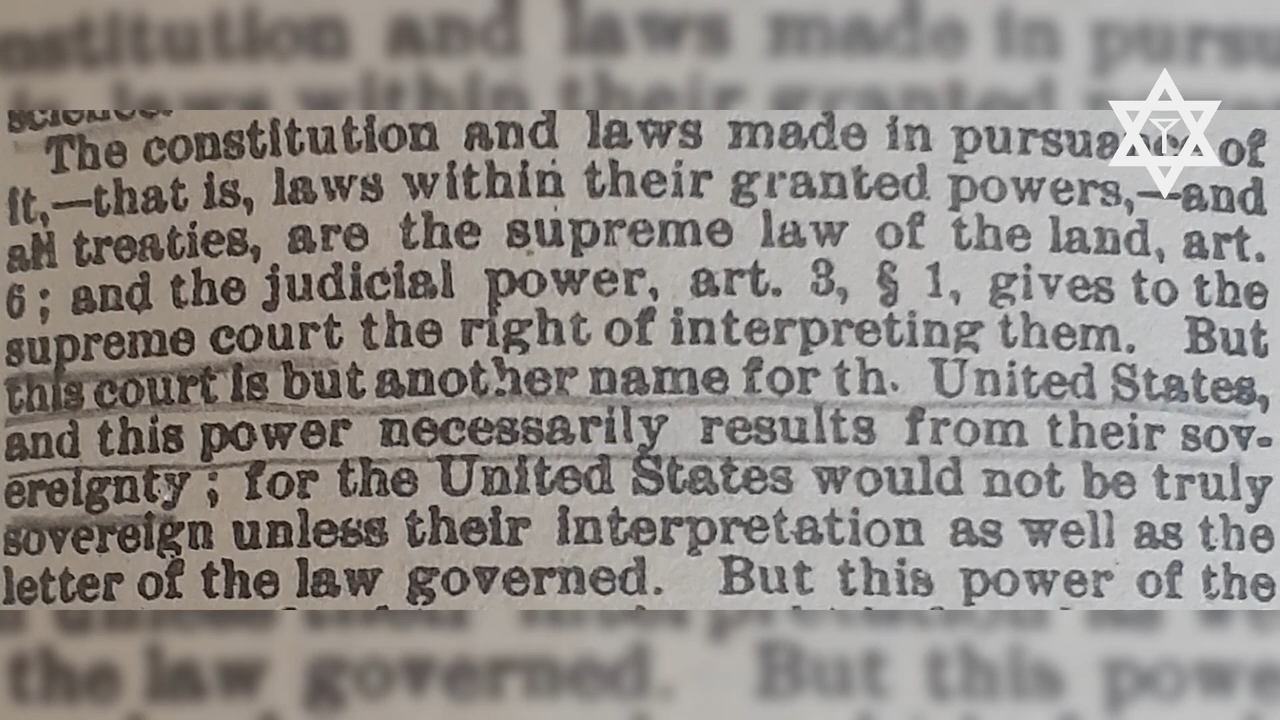 The constitution and laws made in pursuance of
it,—that is, laws within their granted powers,—and
all treaties, are the supreme law of the land, art.
6; and the judicial power, art. 3, § 1, gives to the
supreme court the right of interpreting them. But
this court is but another name for th. United States,
and this power necessarily results from their sov-
ereignty; for the United States would not be truly
sovereign unless their interpretation as well as the
letter of the law governed. But this power of the